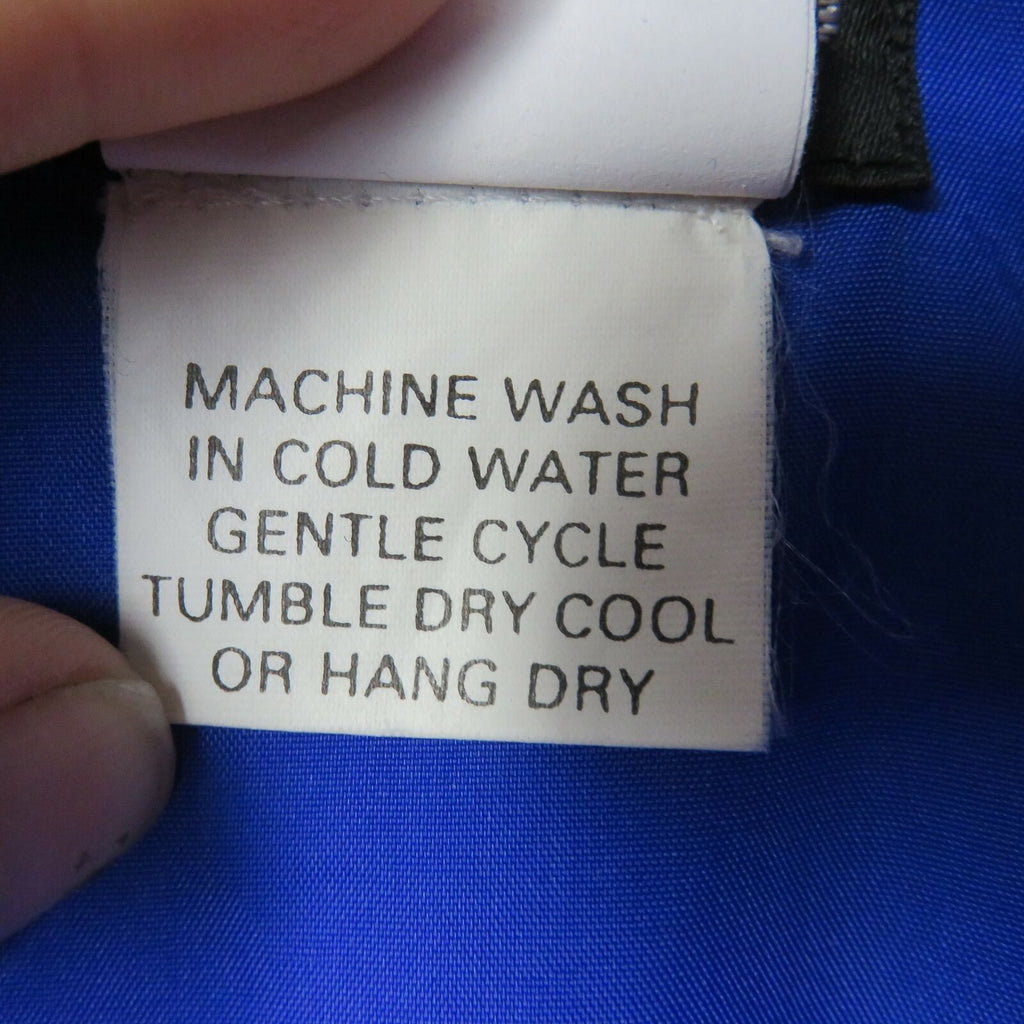 MACHINE WASH
IN COLD WATER
GENTLE CYCLE
TUMBLE DRY COOL
OR HANG DRY